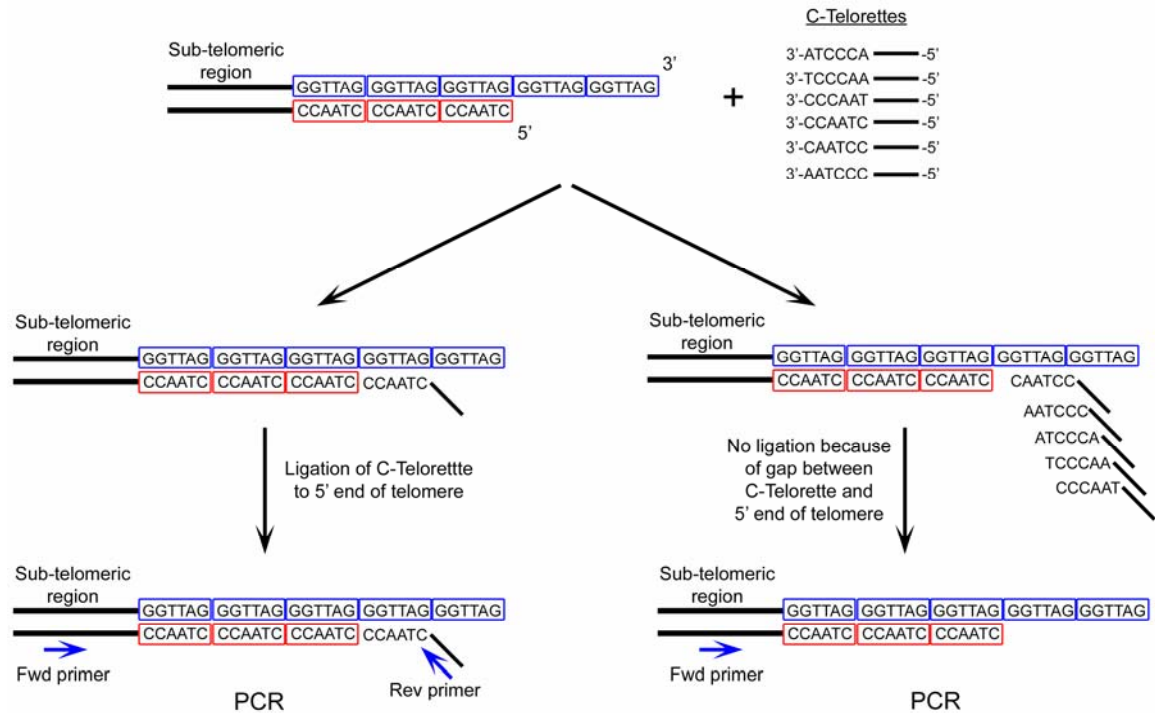 C-Telorettes
Sub-telomeric
region
3'
GGTTAG GGTTAG GGTTAG GGTTAG GGTTAG
CCAATC CCAATC CCAATC
5'
+
3'-ATCCCA -5'
3'-TCCCAA -5'
3'-CCCAAT -5'
3'-CCAATC -5'
3'-CAATCC -5'
3'-AATCCC -5'
Sub-telomeric
region
GGTTAG GGTTAG GGTTAG GGTTAG GGTTAG
CCAATC CCAATC CCAATC CCAATC
Ligation of C-Telorettte
to 5' end of telomere
Sub-telomeric
region
GGTTAG GGTTAG GGTTAG GGTTAG GGTTAG
CCAATC CCAATC CCAATC CCAATC
Fwd primer
Rev primer
PCR
Sub-telomeric
region
GGTTAG GGTTAG GGTTAG GGTTAG GGTTAG
CCAATC CCAATC CCAATC CAATCC
AATCCC
ATCCCA
TCCCAA
CCCAAT
No ligation because
of gap between
C-Telorette and
5' end of telomere
Sub-telomeric
region
GGTTAG GGTTAG GGTTAG GGTTAG GGTTAG
CCAATC CCAATC CCAATC
Fwd primer
PCR